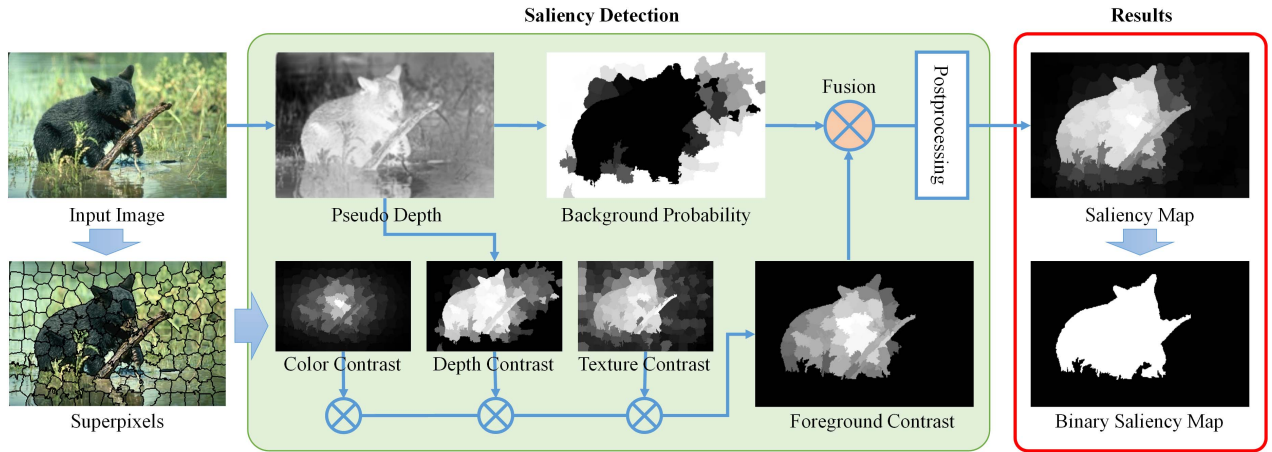 Saliency Detection
Results
Fusion
Postprocessing
Input Image
Pseudo Depth
Background Probability
Saliency Map
Color Contrast
Depth Contrast
Texture Contrast
Superpixels
Foreground Contrast
Binary Saliency Map